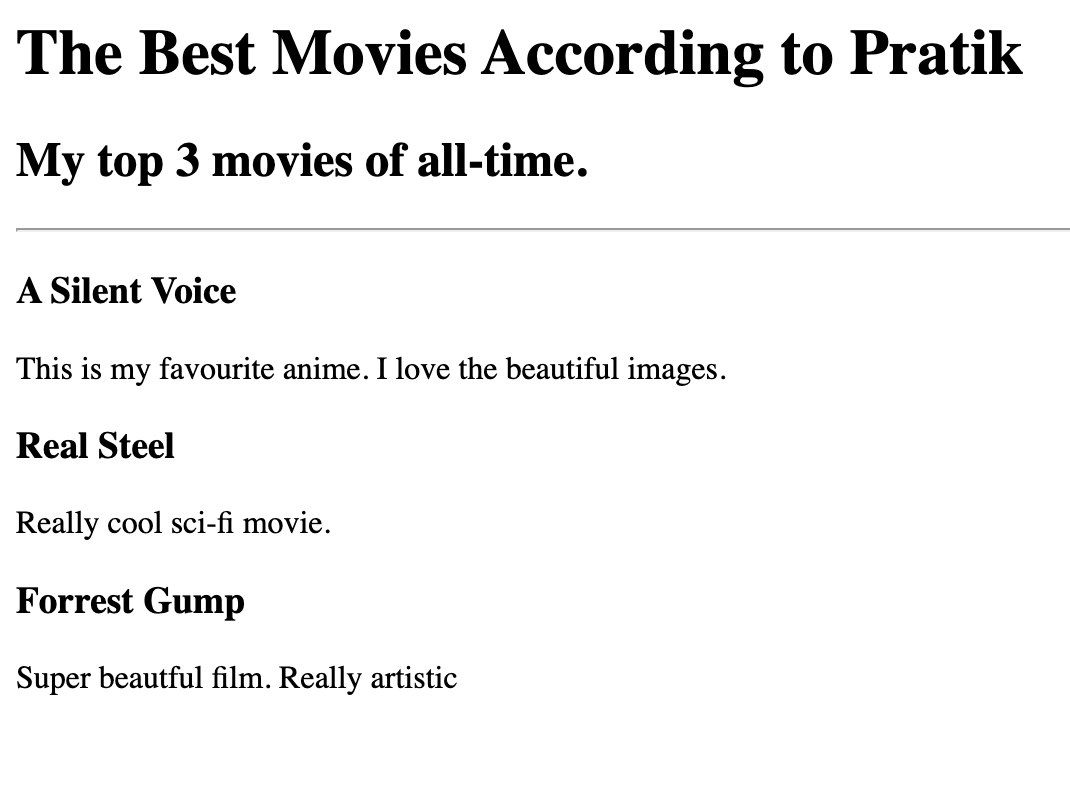 The Best Movies According to Pratik
My top 3 movies of all-time.
A Silent Voice
This is my favourite anime. I love the beautiful images.
Real Steel
Really cool sci-fi movie.
Forrest Gump
Super beautful film. Really artistic